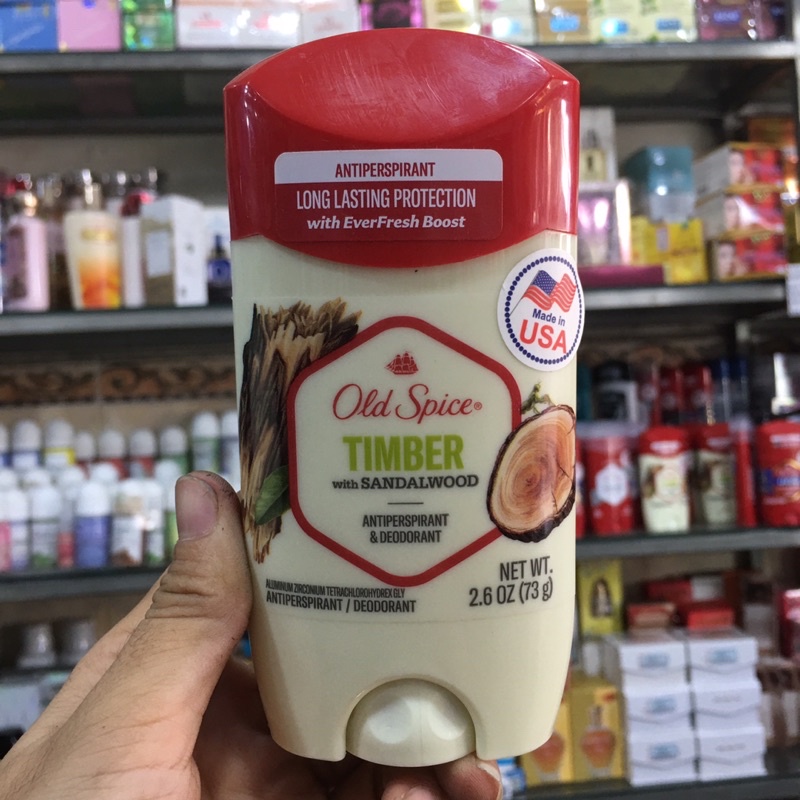 ANTIPERSPIRANT
LONG LASTING PROTECTION
with EverFresh Boost
Made in
USA
Old Spice®
TIMBER
with SANDALWOOD
ANTIPERSPIRANT
& DEODORANT
NET WT.
2.6 OZ (73 g)
ALUMINUM ZIRCONIUM TETRACHLOROHYDREX GLY
ANTIPERSPIRANT / DEODORANT